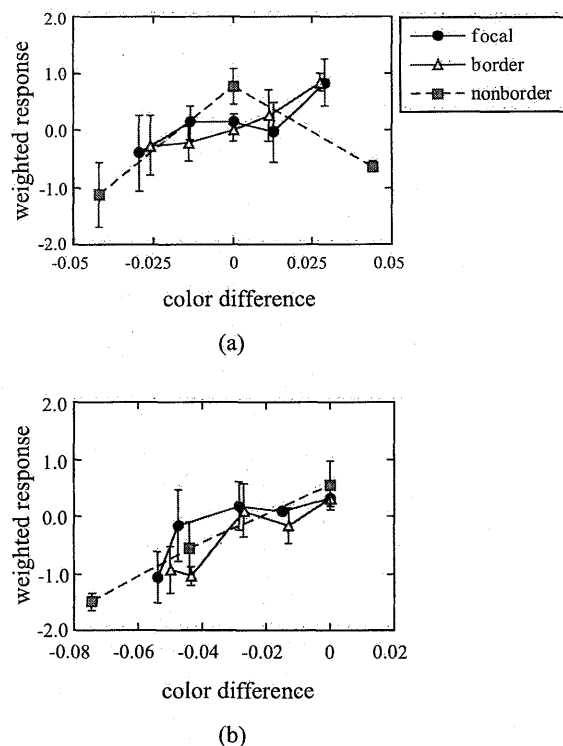 focal
border
nonborder
2.0
1.0
0.0
-1.0
-2.0
weighted response
-0.05 -0.025 0 0.025 0.05
color difference
(a)
2.0
1.0
0.0
-1.0
-2.0
weighted response
-0.08 -0.06 -0.04 -0.02 0 0.02
color difference
(b)